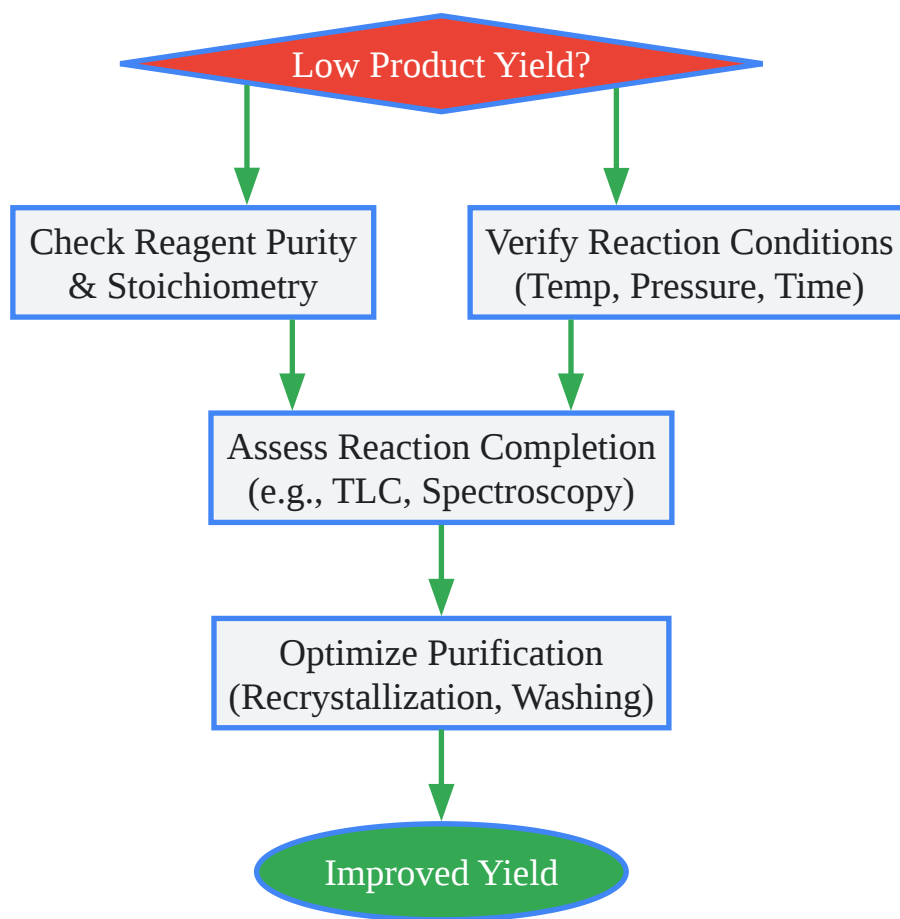 Low Product Yield?
Check Reagent Purity
& Stoichiometry
Verify Reaction Conditions
(Temp, Pressure, Time)
Assess Reaction Completion
(e.g., TLC, Spectroscopy)
Optimize Purification
(Recrystallization, Washing)
Improved Yield